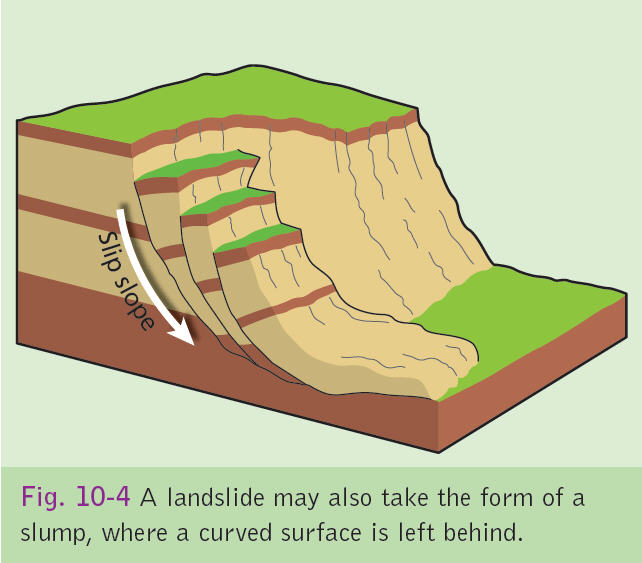 Slip slope
Fig. 10-4 A landslide may also take the form of a
slump, where a curved surface is left behind.